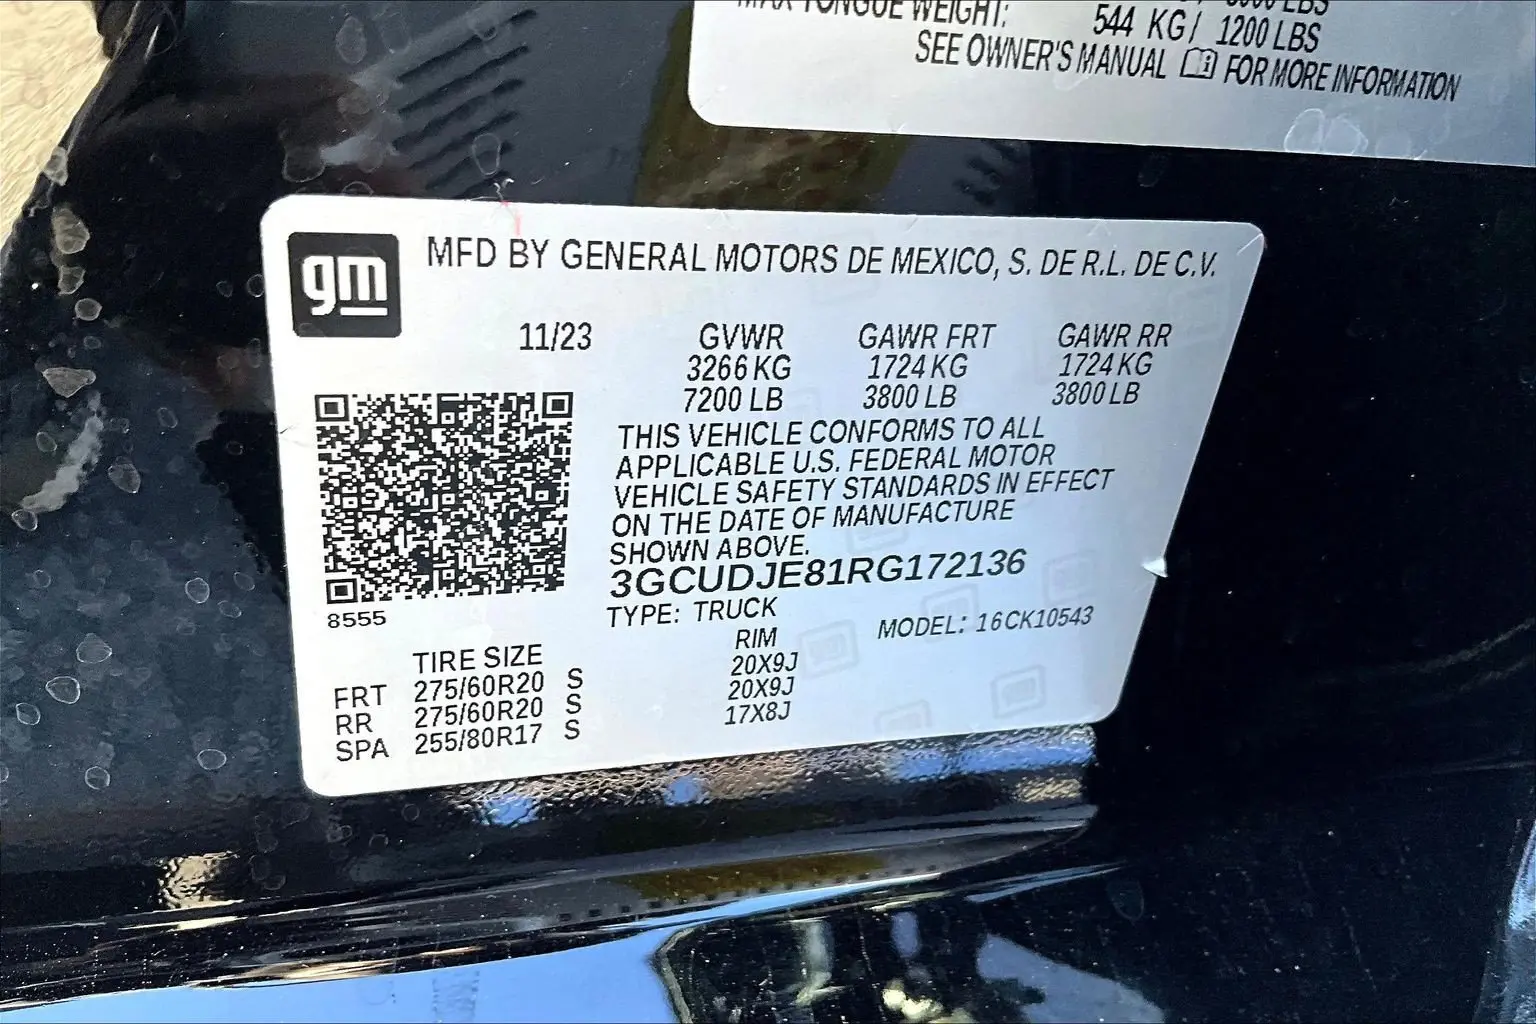 MAX TONGUE WEIGHT: 544 KG / 1200 LBS
SEE OWNER'S MANUAL FOR MORE INFORMATION
gm
MFD BY GENERAL MOTORS DE MEXICO, S. DE R.L. DE C.V.
11/23 GVWR GAWR FRT GAWR RR
3266 KG 1724 KG 1724 KG
7200 LB 3800 LB 3800 LB
THIS VEHICLE CONFORMS TO ALL
APPLICABLE U.S. FEDERAL MOTOR
VEHICLE SAFETY STANDARDS IN EFFECT
ON THE DATE OF MANUFACTURE
SHOWN ABOVE.
3GCUDJE81RG172136
8555
TYPE: TRUCK MODEL: 16CK10543
TIRE SIZE RIM
FRT 275/60R20 S 20X9J
RR 275/60R20 S 20X9J
SPA 255/80R17 S 17X8J